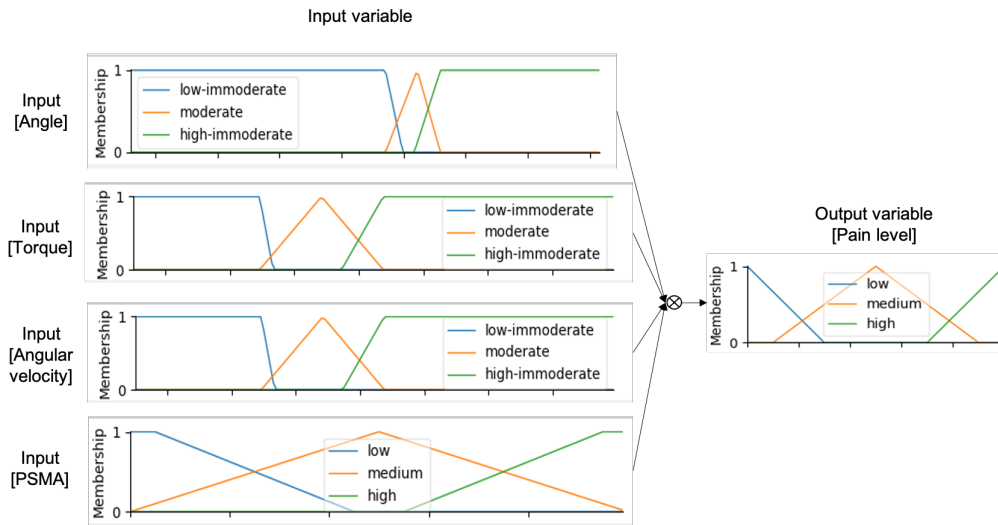 Input variable
Input
[Angle]
Membership
1
0
low-immoderate
moderate
high-immoderate
Input
[Torque]
Membership
1
0
low-immoderate
moderate
high-immoderate
Input
[Angular
velocity]
Membership
1
0
low-immoderate
moderate
high-immoderate
Input
[PSMA]
Membership
1
0
low
medium
high
Output variable
[Pain level]
Membership
1
0
low
medium
high